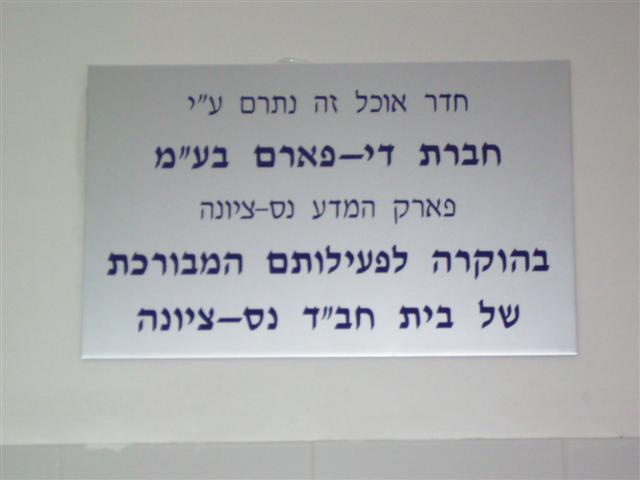 חדר אוכל זה נתרם ע"י
חברת די-פארם בע"מ
פארק המדע נס-ציונה
בהוקרה לפעילותם המבורכת
של בית חב"ד נס-ציונה